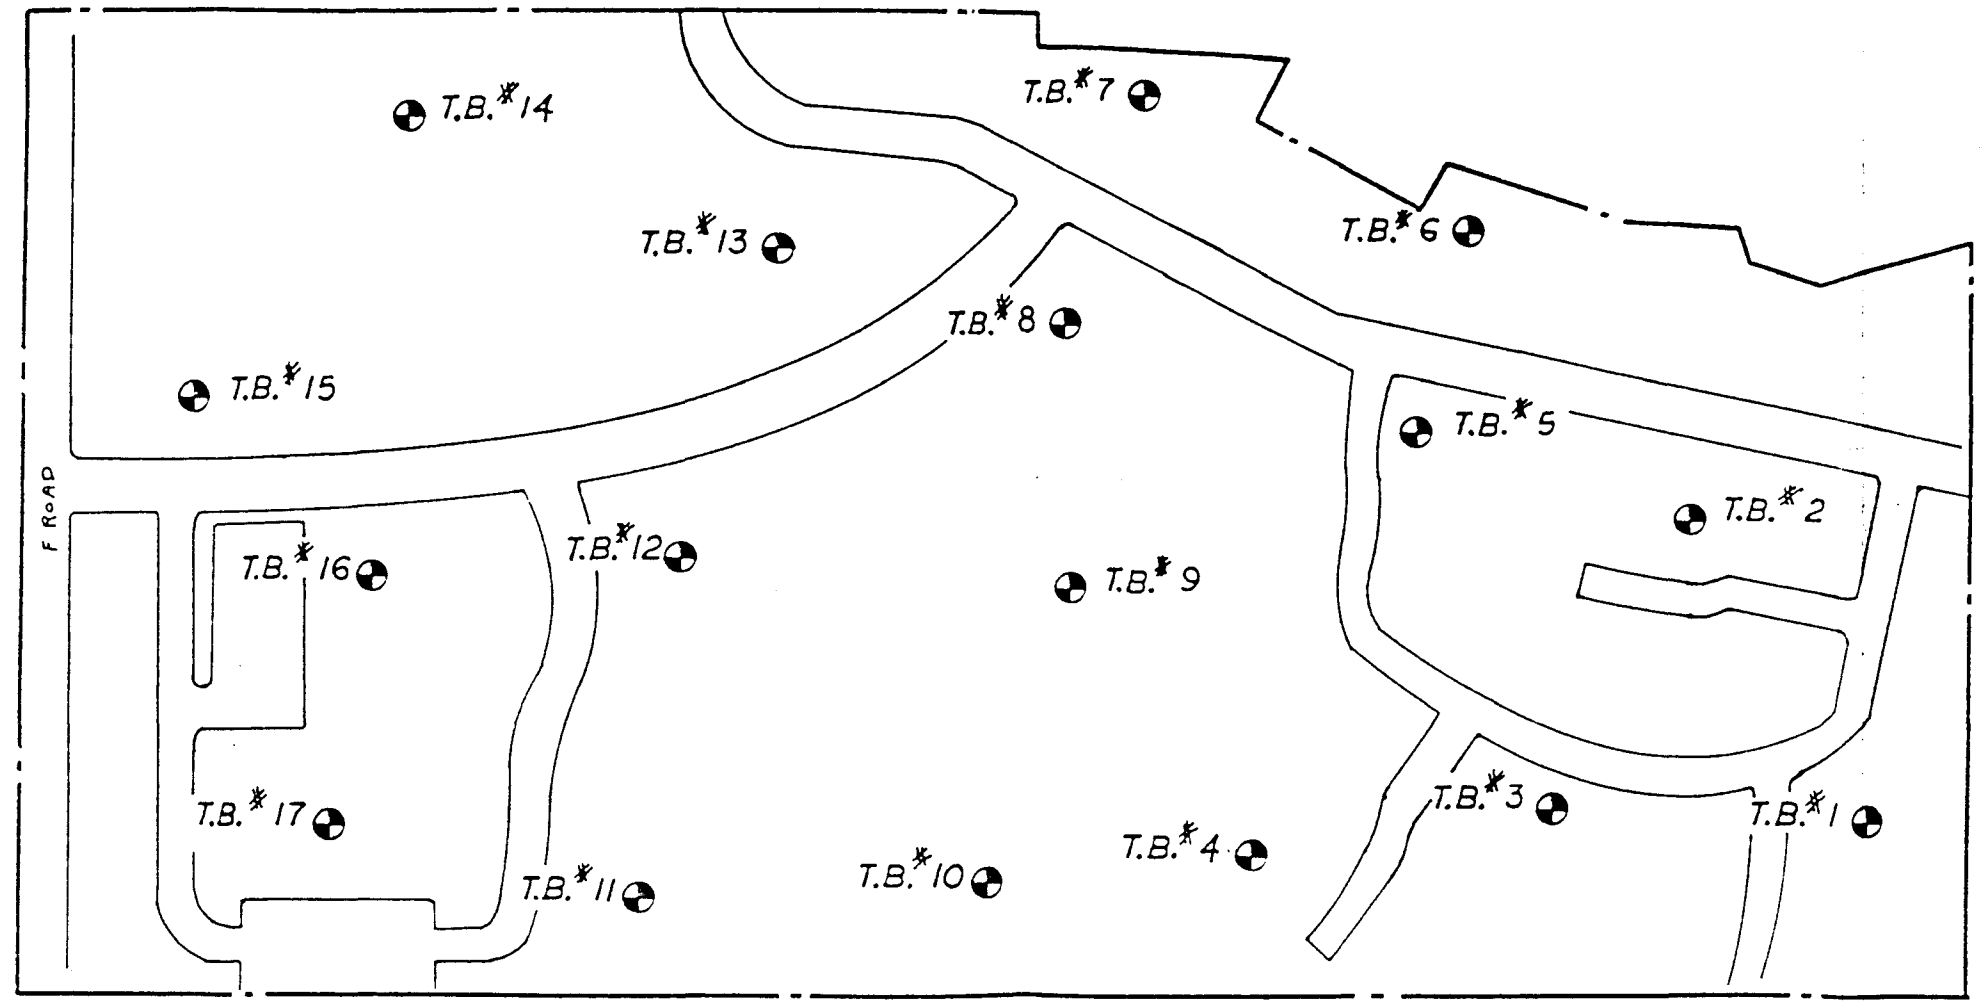 T.B. # 7
T.B. # 14
T.B. # 6
T.B. # 13
T.B. # 8
T.B. # 15
T.B. # 5
F ROAD
T.B. # 2
T.B. # 12
T.B. # 16
T.B. # 9
T.B. # 3
T.B. # 17
T.B. # 1
T.B. # 4
T.B. # 10
T.B. # 11